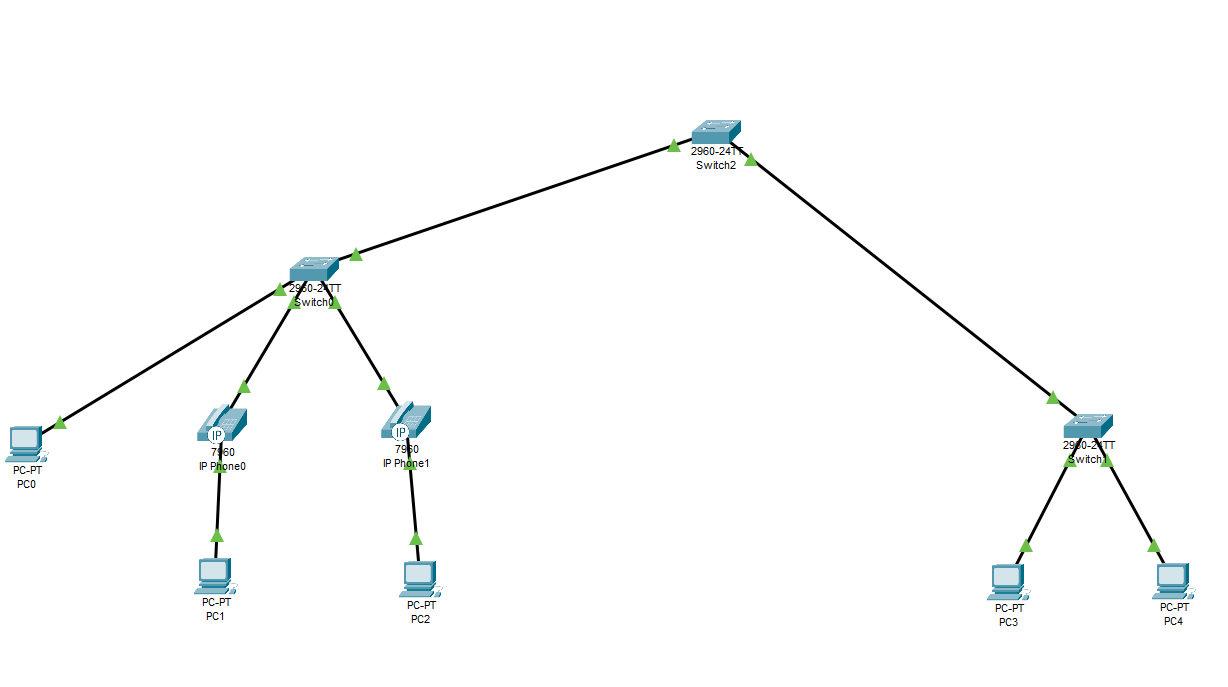 2960-24TT
Switch2
2960-24TT
Switch0
IP
7960
IP Phone0
IP
7960
IP Phone1
PC-PT
PC0
2960-24TT
Switch1
PC-PT
PC1
PC-PT
PC2
PC-PT
PC3
PC-PT
PC4